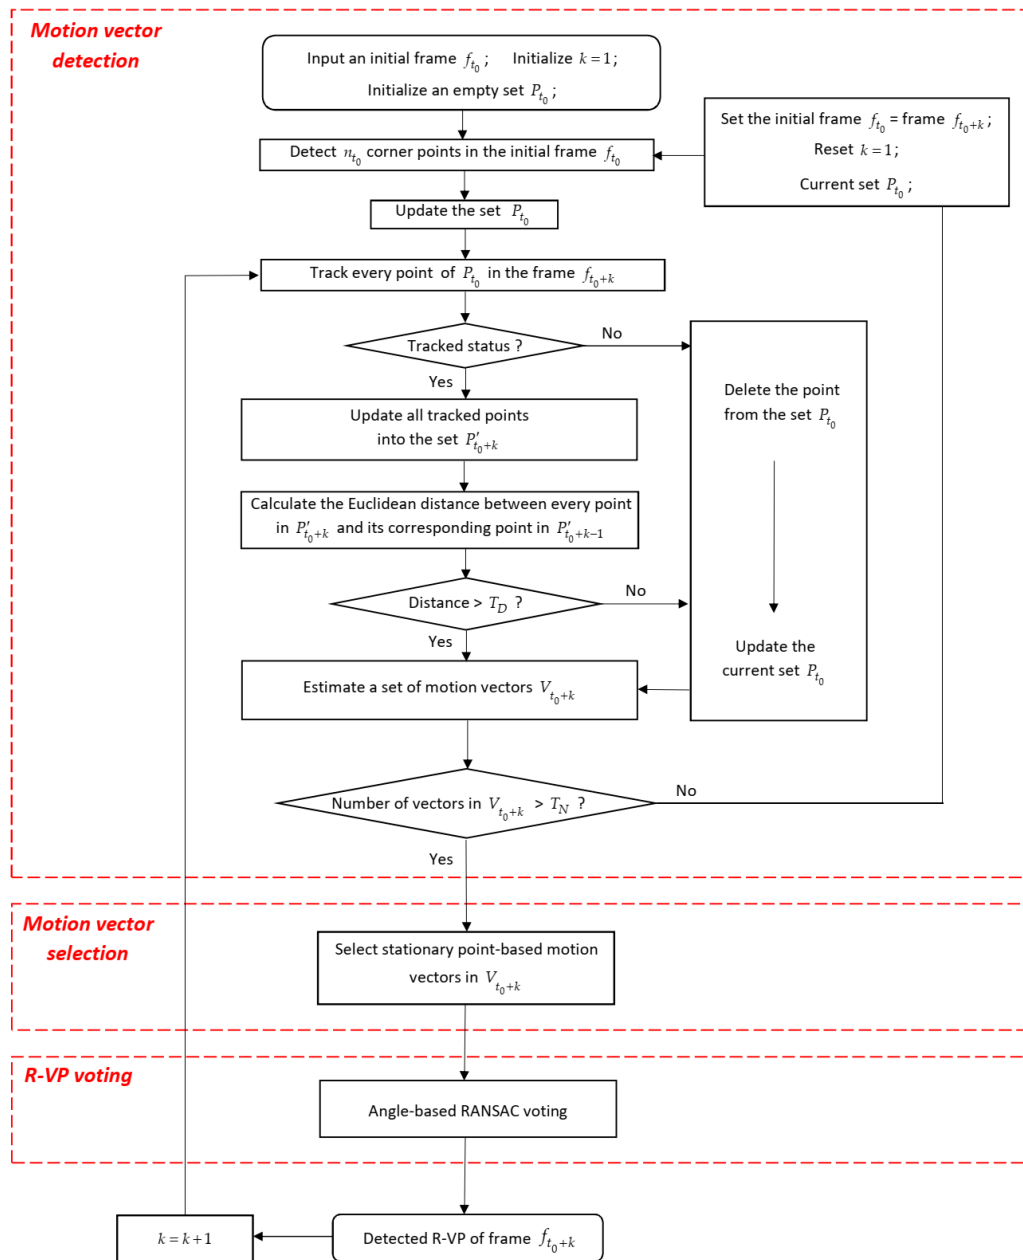 Motion vector
detection
Input an initial frame f_{t_0} ; Initialize k = 1 ;
Initialize an empty set P_{t_0} ;
Set the initial frame f_{t_0} = frame f_{t_0+k} ;
Reset k = 1 ;
Current set P_{t_0} ;
Detect n_{t_0} corner points in the initial frame f_{t_0}
Update the set P_{t_0}
Track every point of P_{t_0} in the frame f_{t_0+k}
Tracked status ?
No
Yes
Delete the point
from the set P_{t_0}
Update all tracked points
into the set P'_{t_0+k}
Calculate the Euclidean distance between every point
in P'_{t_0+k} and its corresponding point in P'_{t_0+k-1}
Distance > T_D ?
No
Yes
Update the
current set P_{t_0}
Estimate a set of motion vectors V_{t_0+k}
Number of vectors in V_{t_0+k} > T_N ?
No
Yes
Motion vector
selection
Select stationary point-based motion
vectors in V_{t_0+k}
R-VP voting
Angle-based RANSAC voting
k = k + 1
Detected R-VP of frame f_{t_0+k}